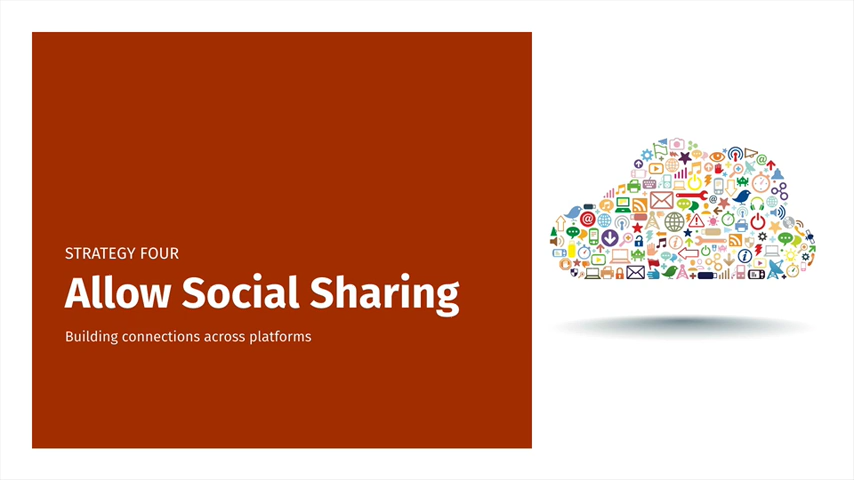 STRATEGY FOUR
Allow Social Sharing
Building connections across platforms